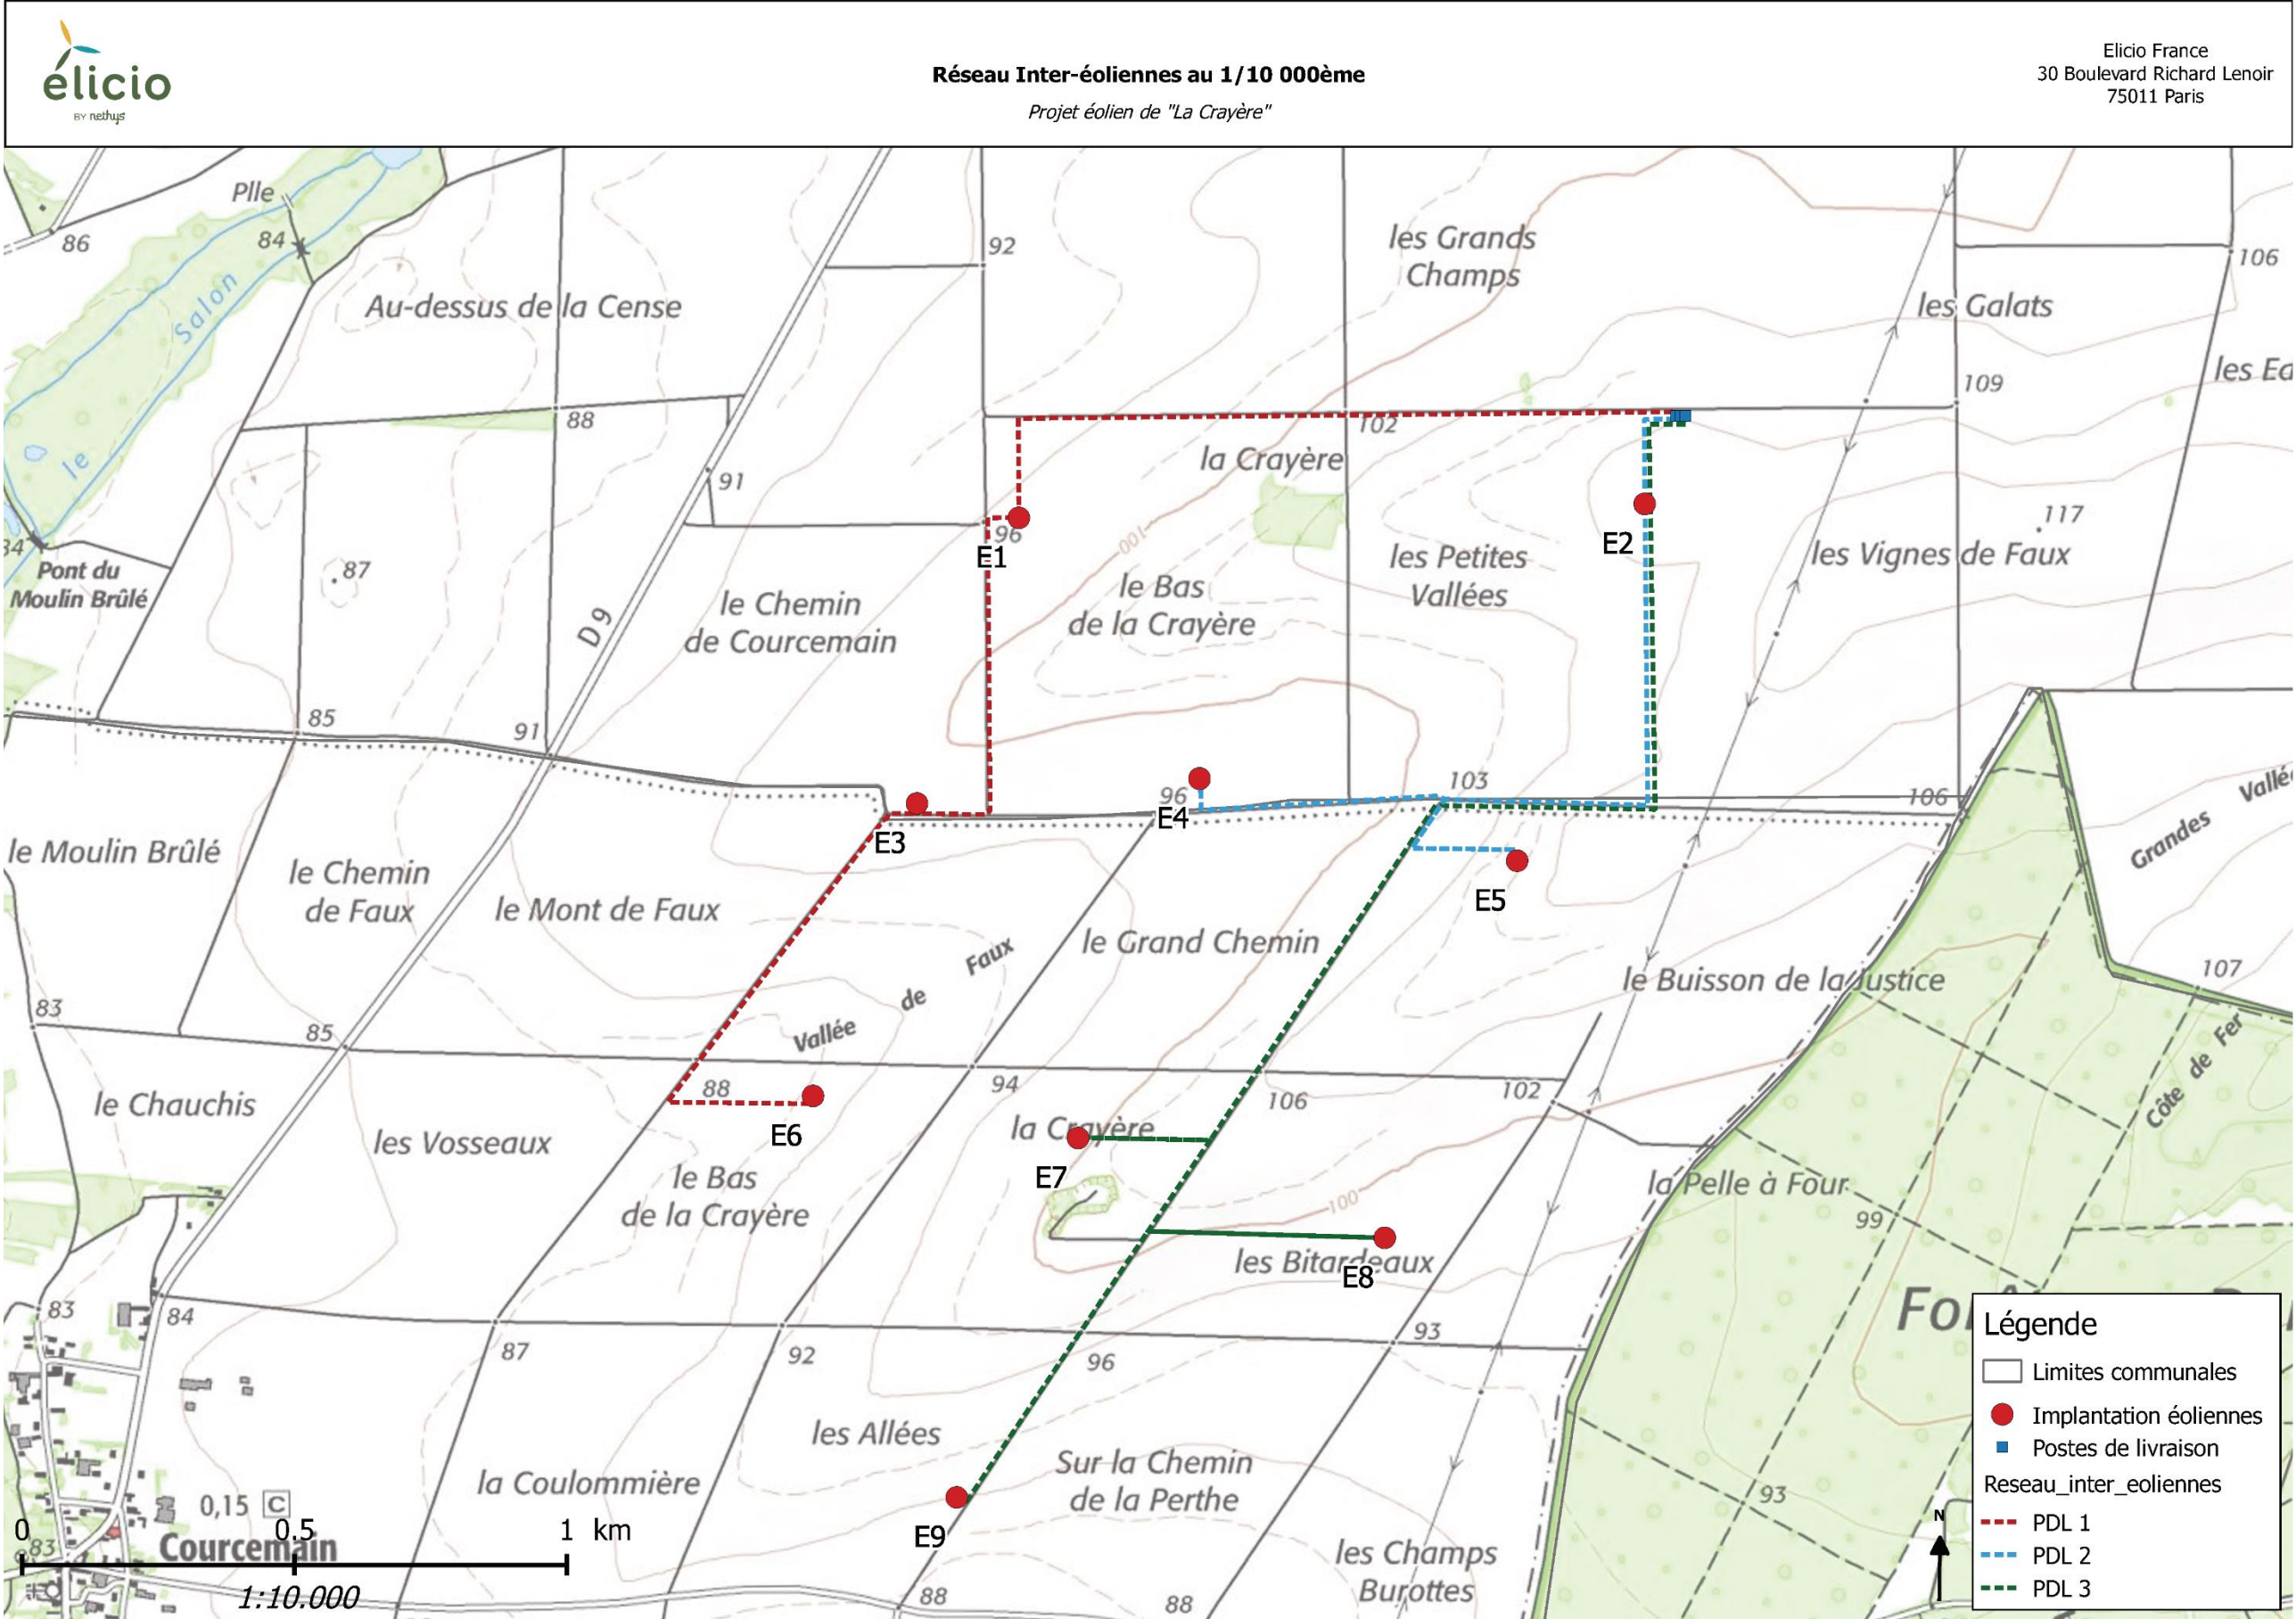 élicio
BY nethys
Réseau Inter-éoliennes au 1/10 000ème
Projet éolien de "La Crayère"
Elicio France
30 Boulevard Richard Lenoir
75011 Paris
Plle
84
86
le Salon
Au-dessus de la Cense
92
les Grands
Champs
106
les Galats
109
88
102
la Crayère
91
96
E1
E2
117
les Vignes de Faux
Pont du
Moulin Brûlé
87
D 9
le Chemin
de Courcemain
100
le Bas
de la Crayère
les Petites
Vallées
85
91
103
96
106
E4
E3
E5
le Moulin Brûlé
le Chemin
de Faux
le Mont de Faux
Vallée de Faux
le Grand Chemin
le Buisson de la Justice
Grandes
107
Côte de Fer
83
85
88
94
106
102
le Chauchis
les Vosseaux
E6
la Crayère
E7
le Bas
de la Crayère
100
la Pelle à Four
99
les Bitardeaux
E8
83
84
87
92
96
93
les Allées
la Coulommière
Sur la Chemin
de la Perthe
E9
93
0,15 C
Courcemain
83
les Champs
Burottes
88
88
0 0,5 1 km
1:10.000
N
Légende
Limites communales
Implantation éoliennes
Postes de livraison
Reseau_inter_eoliennes
PDL 1
PDL 2
PDL 3